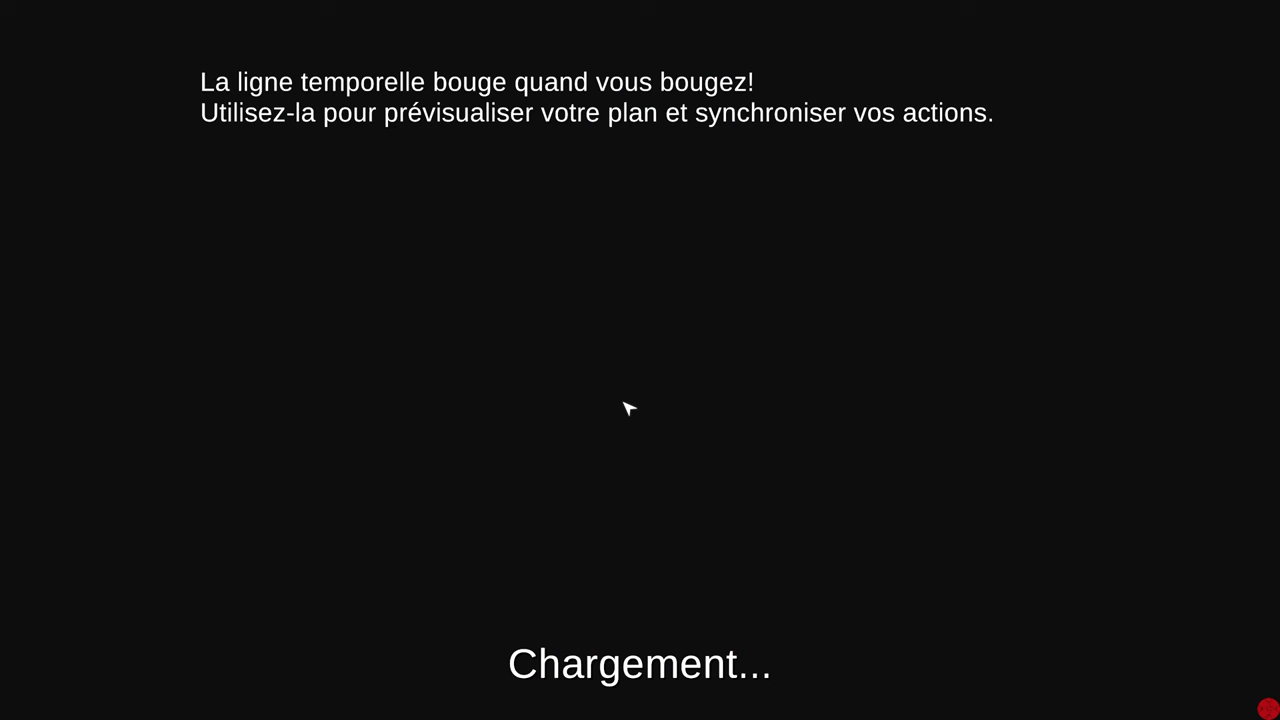 La ligne temporelle bouge quand vous bougez!
Utilisez-la pour prévisualiser votre plan et synchroniser vos actions.
Chargement...